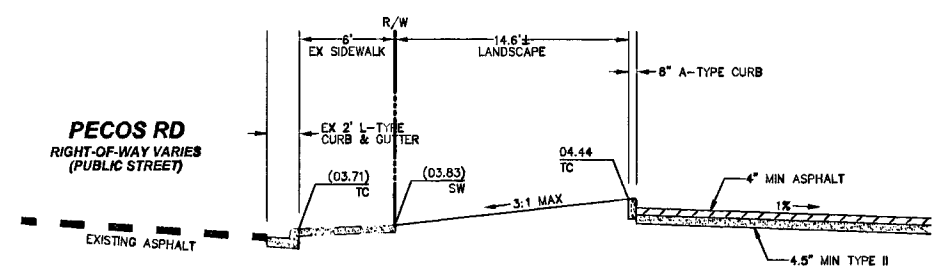 R/W
6'
EX SIDEWALK
14.6'±
LANDSCAPE
6" A-TYPE CURB
PECOS RD
RIGHT-OF-WAY VARIES
(PUBLIC STREET)
EX 2' L-TYPE
CURB & GUTTER
(03.71)
TC
(03.83)
SW
04.44
TC
3:1 MAX
4" MIN ASPHALT
1%
EXISTING ASPHALT
4.5" MIN TYPE II